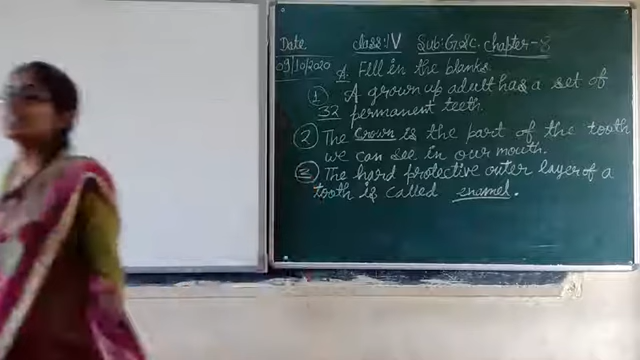 Date class:IV Sub:G.Sc. chapter-8
09/10/2020 A. Fill in the blanks
① A grown up adult has a set of
32 permanent teeth.
② The Crown is the part of the tooth
we can see in our mouth.
③ The hard protective outer layer of a
tooth is called enamel.